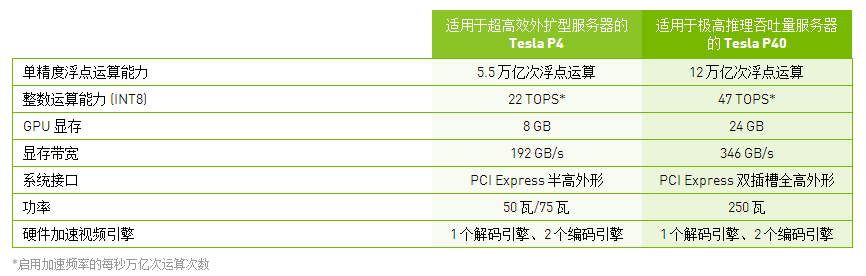 适用于超高效外扩型服务器的 适用于极高推理吞吐量服务器
Tesla P4 的 Tesla P40
单精度浮点运算能力 5.5 万亿次浮点运算 12 万亿次浮点运算
整数运算能力 (INT8) 22 TOPS* 47 TOPS*
GPU 显存 8 GB 24 GB
显存带宽 192 GB/s 346 GB/s
系统接口 PCI Express 半高外形 PCI Express 双插槽全高外形
功率 50 瓦/75 瓦 250 瓦
硬件加速视频引擎 1 个解码引擎、2 个编码引擎 1 个解码引擎、2 个编码引擎
*启用加速频率的每秒万亿次运算次数